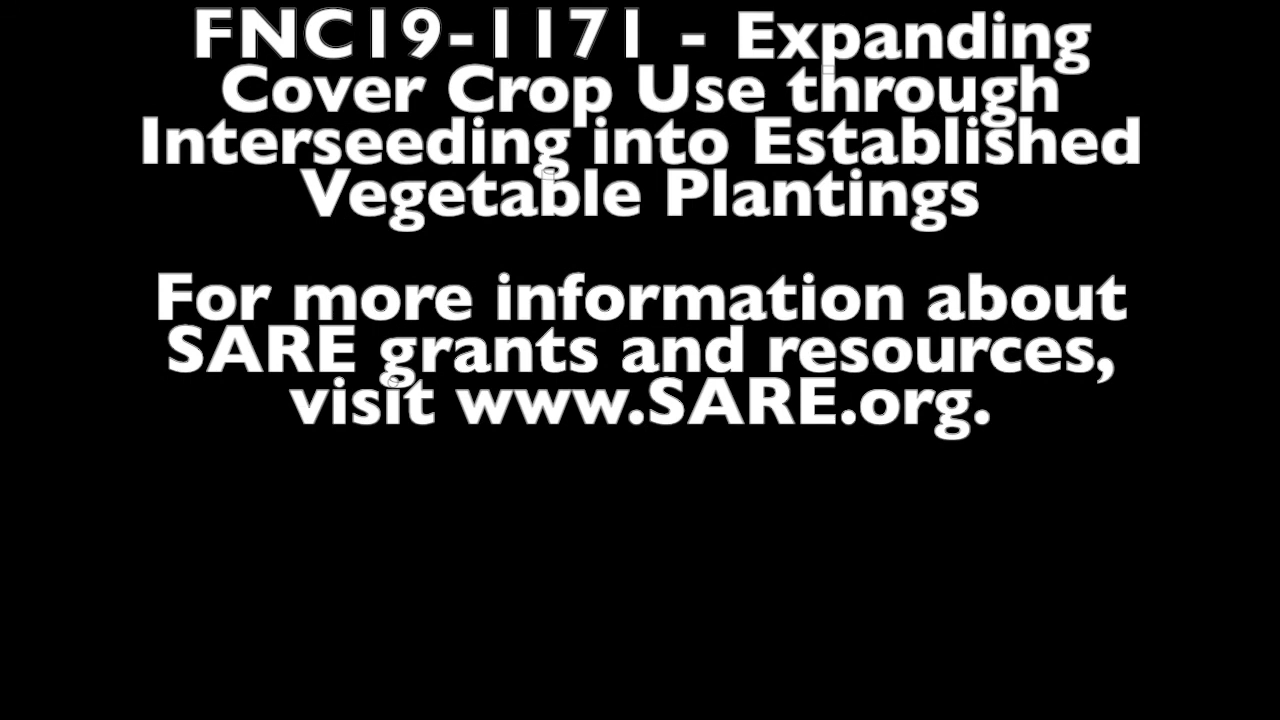 FNC19-1171 - Expanding
Cover Crop Use through
Interseeding into Established
Vegetable Plantings
For more information about
SARE grants and resources,
visit www.SARE.org.